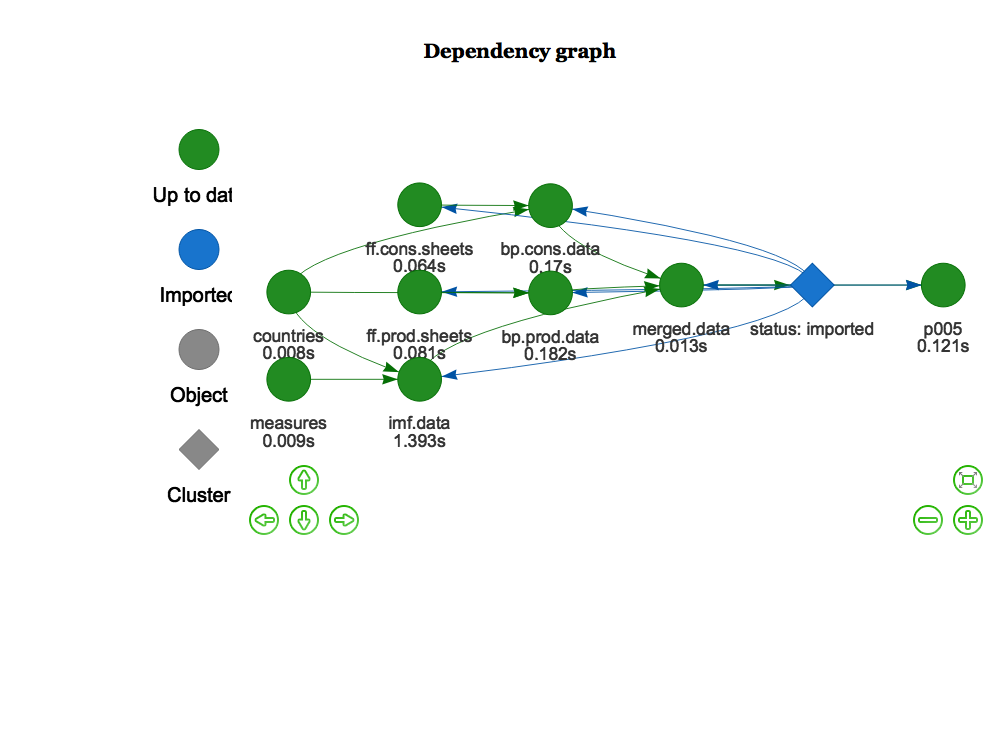 Dependency graph
Up to dat
Imported
Object
Cluster
ff.cons.sheets
0.064s
bp.cons.data
0.17s
countries
0.008s
ff.prod.sheets
0.081s
bp.prod.data
0.182s
merged.data
0.013s
status: imported
p005
0.121s
measures
0.009s
imf.data
1.393s